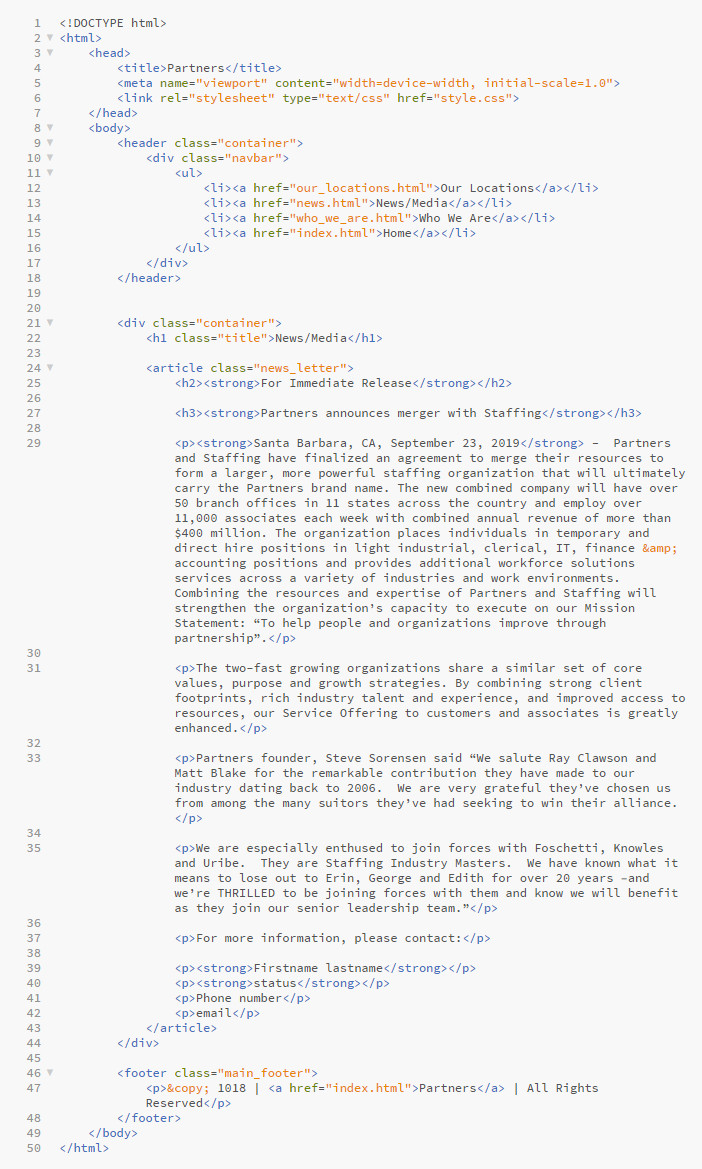 1 <!DOCTYPE html>
2 <html>
3 <head>
4 <title>Partners</title>
5 <meta name="viewport" content="width=device-width, initial-scale=1.0">
6 <link rel="stylesheet" type="text/css" href="style.css">
7 </head>
8 <body>
9 <header class="container">
10 <div class="navbar">
11 <ul>
12 <li><a href="our_locations.html">Our Locations</a></li>
13 <li><a href="news.html">News/Media</a></li>
14 <li><a href="who_we_are.html">Who We Are</a></li>
15 <li><a href="index.html">Home</a></li>
16 </ul>
17 </div>
18 </header>
19
20
21 <div class="container">
22 <h1 class="title">News/Media</h1>
23
24 <article class="news_letter">
25 <h2><strong>For Immediate Release</strong></h2>
26
27 <h3><strong>Partners announces merger with Staffing</strong></h3>
28
29 <p><strong>Santa Barbara, CA, September 23, 2019</strong> –  Partners
and Staffing have finalized an agreement to merge their resources to
form a larger, more powerful staffing organization that will ultimately
carry the Partners brand name. The new combined company will have over
50 branch offices in 11 states across the country and employ over
11,000 associates each week with combined annual revenue of more than
$400 million. The organization places individuals in temporary and
direct hire positions in light industrial, clerical, IT, finance &amp;
accounting positions and provides additional workforce solutions
services across a variety of industries and work environments.
Combining the resources and expertise of Partners and Staffing will
strengthen the organization's capacity to execute on our Mission
Statement: “To help people and organizations improve through
partnership”.</p>
30
31 <p>The two-fast growing organizations share a similar set of core
values, purpose and growth strategies. By combining strong client
footprints, rich industry talent and experience, and improved access to
resources, our Service Offering to customers and associates is greatly
enhanced.</p>
32
33 <p>Partners founder, Steve Sorensen said “We salute Ray Clawson and
Matt Blake for the remarkable contribution they have made to our
industry dating back to 2006.  We are very grateful they’ve chosen us
from among the many suitors they’ve had seeking to win their alliance.
</p>
34
35 <p>We are especially enthused to join forces with Foschetti, Knowles
and Uribe.  They are Staffing Industry Masters.  We have known what it
means to lose out to Erin, George and Edith for over 20 years –and
we’re THRILLED to be joining forces with them and know we will benefit
as they join our senior leadership team.”</p>
36
37 <p>For more information, please contact:</p>
38
39 <p><strong>Firstname lastname</strong></p>
40 <p><strong>status</strong></p>
41 <p>Phone number</p>
42 <p>email</p>
43 </article>
44 </div>
45
46 <footer class="main_footer">
47 <p>&copy; 1018 | <a href="index.html">Partners</a> | All Rights
Reserved</p>
48 </footer>
49 </body>
50 </html>